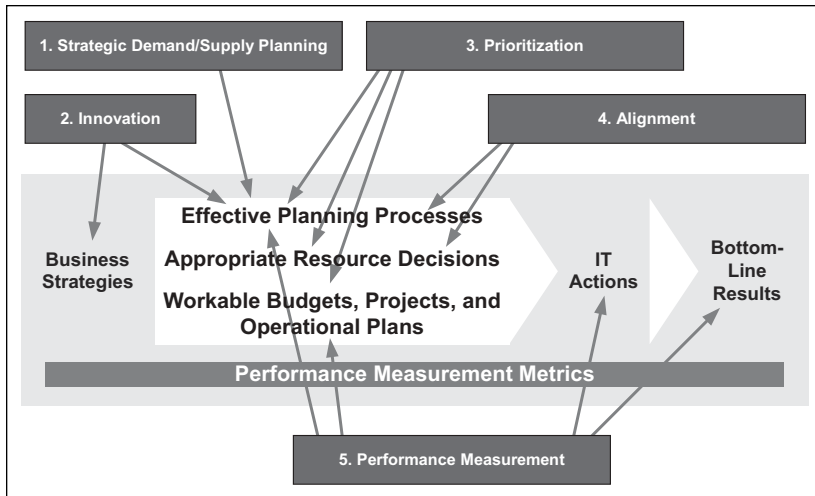 1. Strategic Demand/Supply Planning
3. Prioritization
2. Innovation
4. Alignment
Effective Planning Processes
Business
Strategies
Appropriate Resource Decisions
Workable Budgets, Projects, and
Operational Plans
IT
Actions
Bottom-
Line
Results
Performance Measurement Metrics
5. Performance Measurement